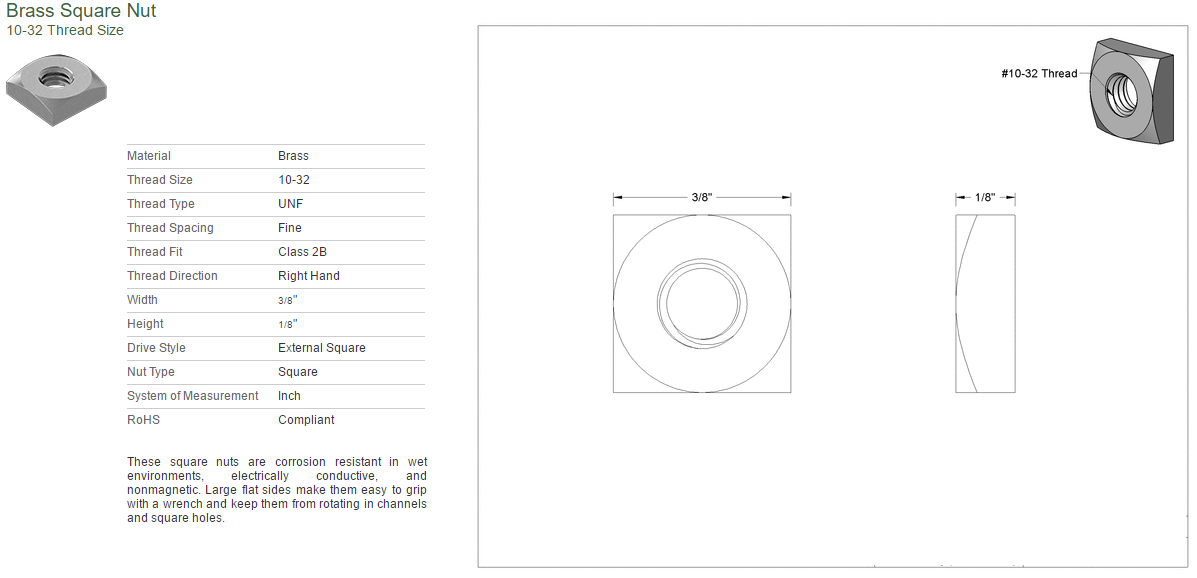 Brass Square Nut
10-32 Thread Size
Material Brass
Thread Size 10-32
Thread Type UNF
Thread Spacing Fine
Thread Fit Class 2B
Thread Direction Right Hand
Width 3/8"
Height 1/8"
Drive Style External Square
Nut Type Square
System of Measurement Inch
RoHS Compliant
These square nuts are corrosion resistant in wet
environments, electrically conductive, and
nonmagnetic. Large flat sides make them easy to grip
with a wrench and keep them from rotating in channels
and square holes.
#10-32 Thread
3/8"
1/8"